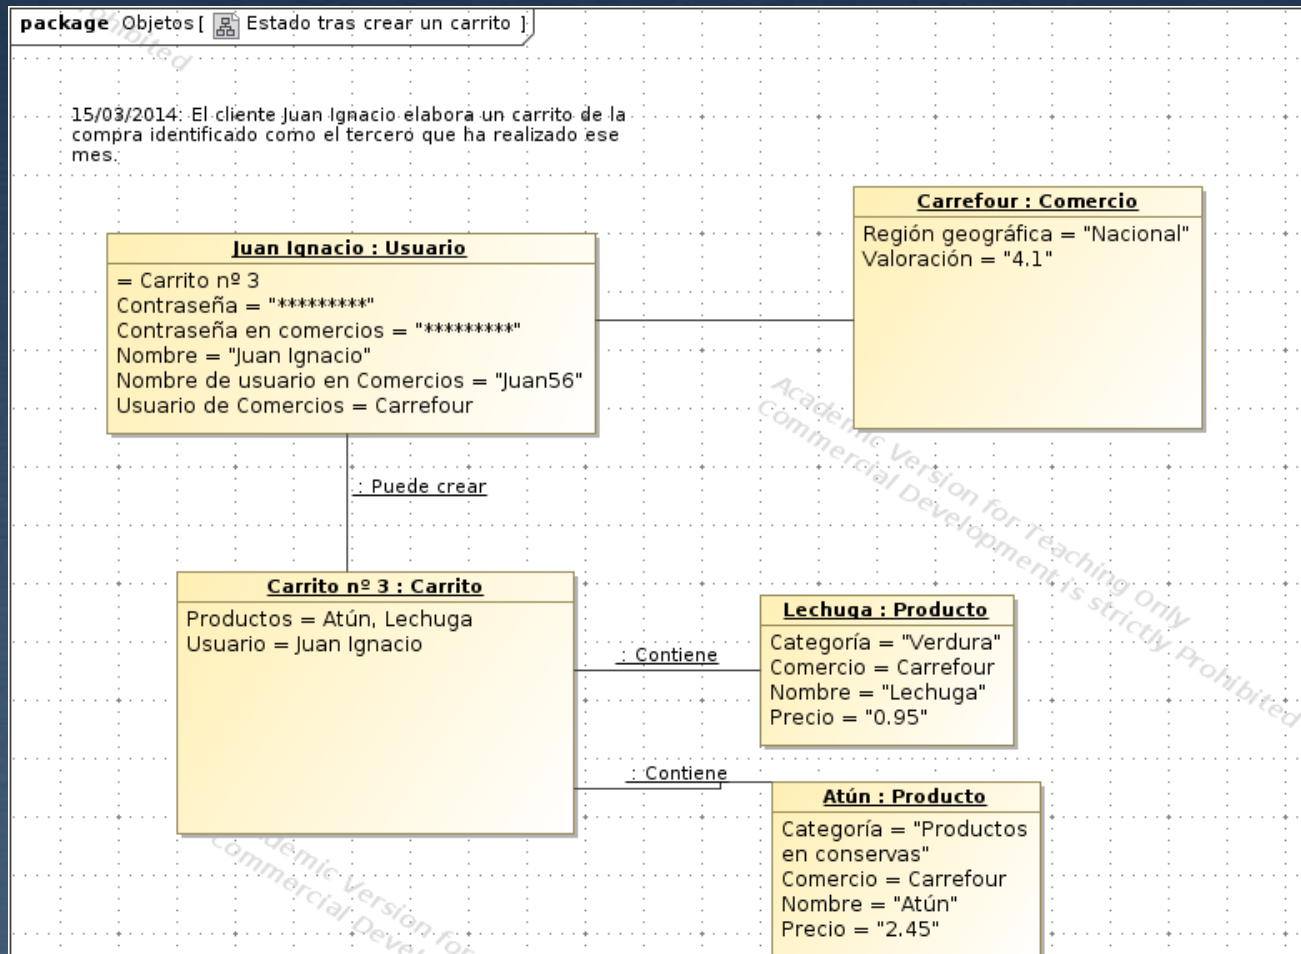 package Objetos [ Estado tras crear un carrito ]
15/03/2014: El cliente Juan Ignacio elabora un carrito de la
compra identificado como el tercero que ha realizado ese
mes.
Carrefour : Comercio
Región geográfica = "Nacional"
Valoración = "4.1"
Juan Ignacio : Usuario
= Carrito nº 3
Contraseña = "*********"
Contraseña en comercios = "*********"
Nombre = "Juan Ignacio"
Nombre de usuario en Comercios = "Juan56"
Usuario de Comercios = Carrefour
: Puede crear
Carrito nº 3 : Carrito
Productos = Atún, Lechuga
Usuario = Juan Ignacio
: Contiene
Lechuga : Producto
Categoría = "Verdura"
Comercio = Carrefour
Nombre = "Lechuga"
Precio = "0.95"
: Contiene
Atún : Producto
Categoría = "Productos
en conservas"
Comercio = Carrefour
Nombre = "Atún"
Precio = "2.45"
Academic Version for Teaching Only
Commercial Development is strictly Prohibited
Version for
Commercial